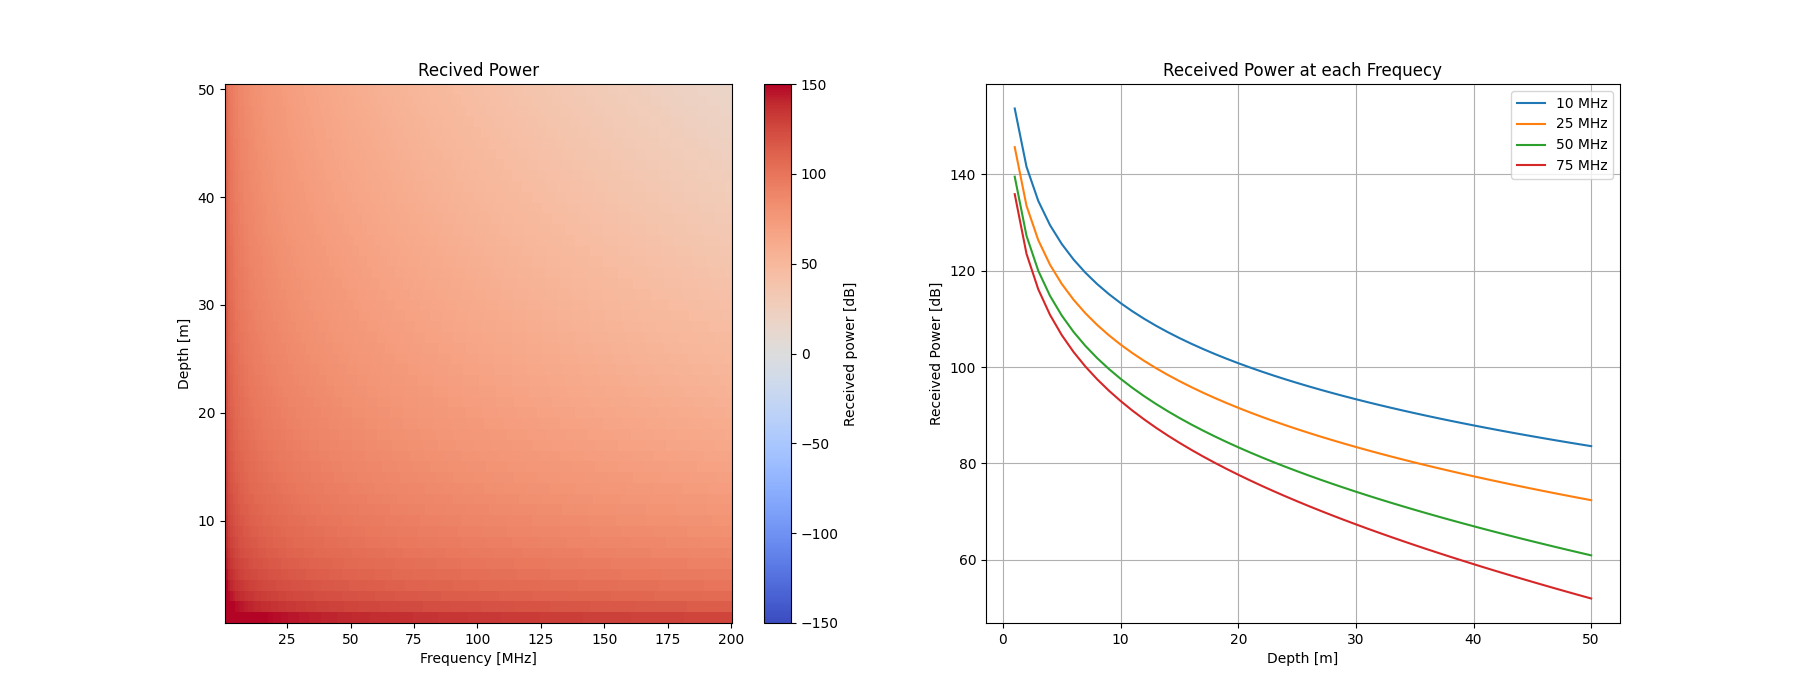 Recived Power
50
40
30
20
10
Depth [m]
25 50 75 100 125 150 175 200
Frequency [MHz]
150
100
50
0
−50
−100
−150
Received power [dB]
Received Power at each Frequecy
10 MHz
25 MHz
50 MHz
75 MHz
140
120
100
80
60
Received Power [dB]
0 10 20 30 40 50
Depth [m]